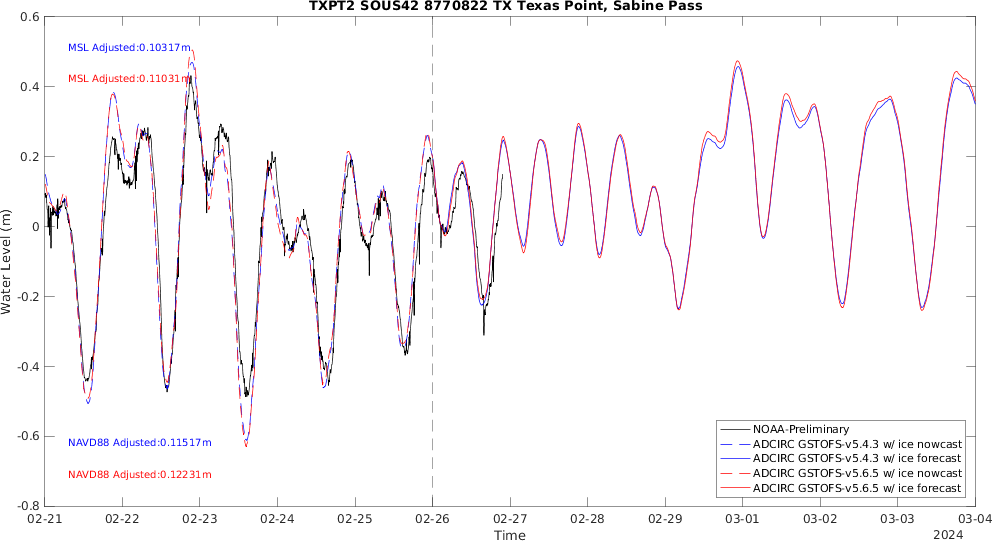 TXPT2 SOUS42 8770822 TX Texas Point, Sabine Pass
0.6
0.4
0.2
0
-0.2
-0.4
-0.6
-0.8
Water Level (m)
MSL Adjusted:0.10317m
MSL Adjusted:0.11031m
NAVD88 Adjusted:0.11517m
NAVD88 Adjusted:0.12231m
NOAA-Preliminary
ADCIRC GSTOFS-v5.4.3 w/ ice nowcast
ADCIRC GSTOFS-v5.4.3 w/ ice forecast
ADCIRC GSTOFS-v5.6.5 w/ ice nowcast
ADCIRC GSTOFS-v5.6.5 w/ ice forecast
02-21 02-22 02-23 02-24 02-25 02-26 02-27 02-28 02-29 03-01 03-02 03-03 03-04
Time
2024